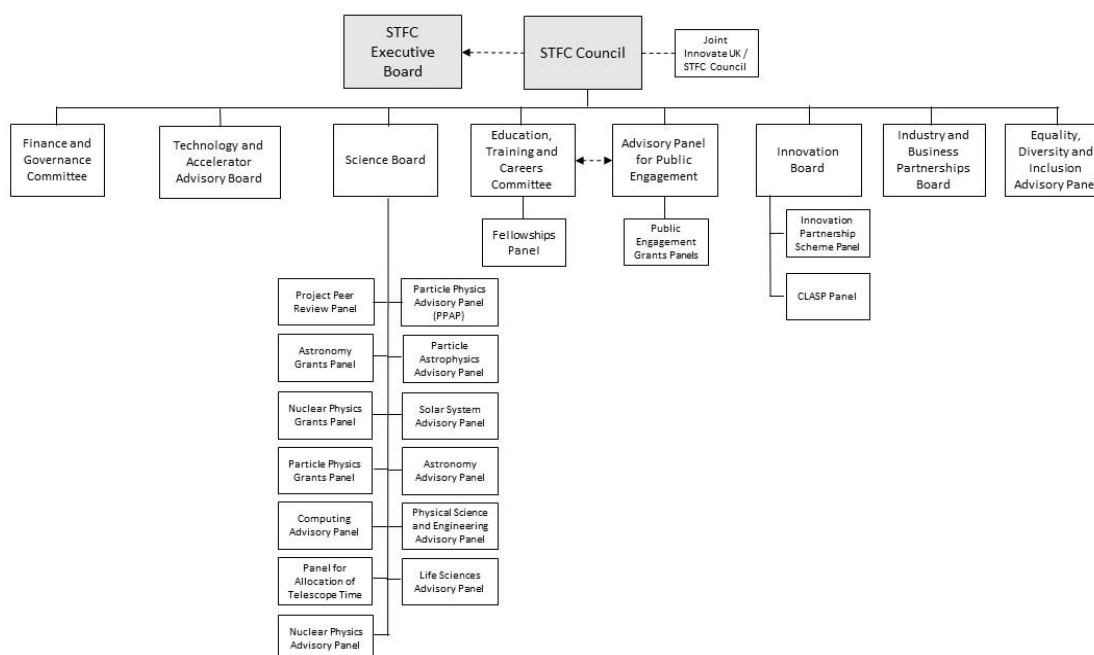 STFC
Executive
Board
STFC Council
Joint
Innovate UK /
STFC Council
Finance and
Governance
Committee
Technology and
Accelerator
Advisory Board
Science Board
Education,
Training and
Careers
Committee
Advisory Panel
for Public
Engagement
Innovation
Board
Industry and
Business
Partnerships
Board
Equality,
Diversity and
Inclusion
Advisory Panel
Fellowships
Panel
Public
Engagement
Grants Panels
Innovation
Partnership
Scheme Panel
CLASP Panel
Project Peer
Review Panel
Particle Physics
Advisory Panel
(PPAP)
Astronomy
Grants Panel
Particle
Astrophysics
Advisory Panel
Nuclear Physics
Grants Panel
Solar System
Advisory Panel
Particle Physics
Grants Panel
Astronomy
Advisory Panel
Computing
Advisory Panel
Physical Science
and Engineering
Advisory Panel
Panel for
Allocation of
Telescope Time
Life Sciences
Advisory Panel
Nuclear Physics
Advisory Panel